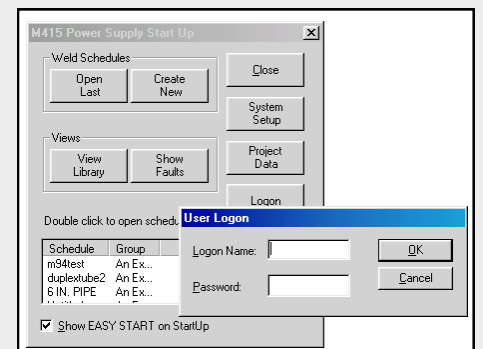 M415 Power Supply Start Up
Weld Schedules
Open Last
Create New
Close
System Setup
Views
View Library
Show Faults
Project Data
Logon
Double click to open schedu
User Logon
Logon Name:
OK
Password:
Cancel
Schedule Group
m94test An Ex...
duplextube2 An Ex...
6 IN. PIPE An Ex...
Show EASY START on StartUp